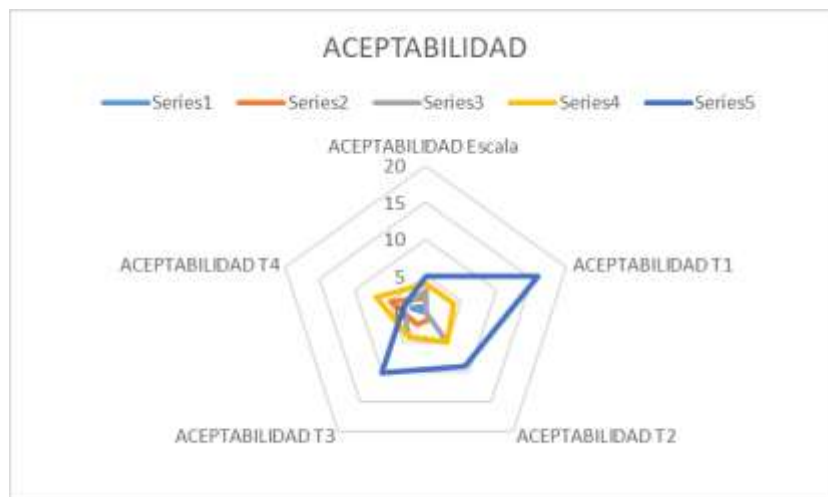 ACEPTABILIDAD
Series1 Series2 Series3 Series4 Series5
ACEPTABILIDAD Escala
20
15
10
5
ACEPTABILIDAD T4
ACEPTABILIDAD T1
ACEPTABILIDAD T3
ACEPTABILIDAD T2